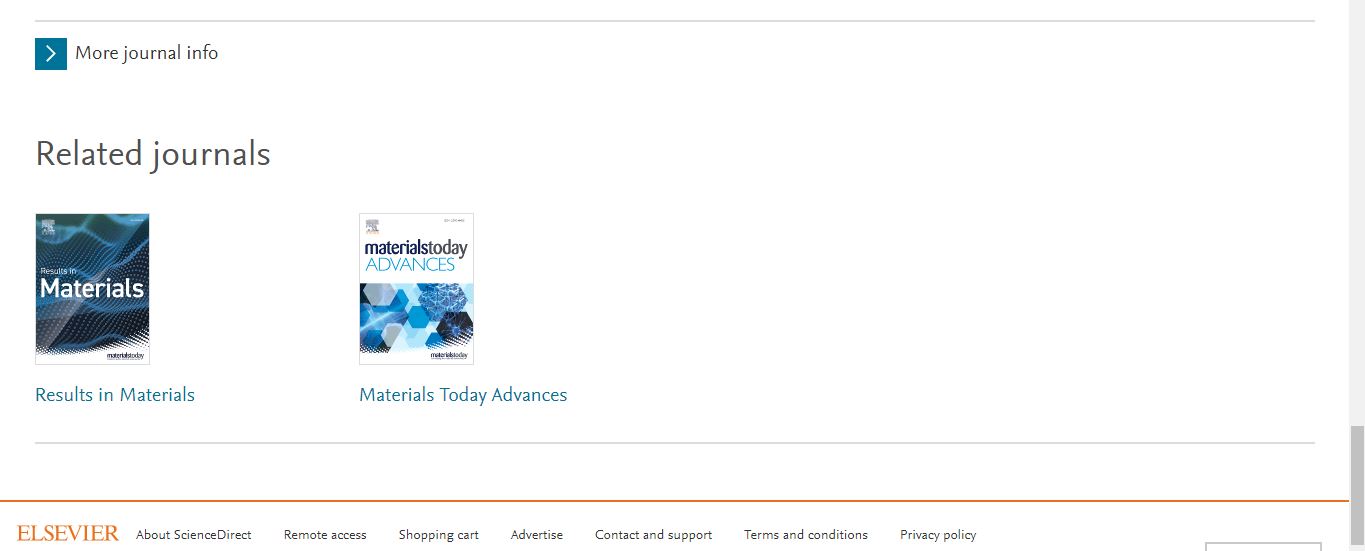 More journal info
Related journals
Results in
Materials
materialstoday
Results in Materials
materialstoday
ADVANCES
materialstoday
Materials Today Advances
ELSEVIER About ScienceDirect Remote access Shopping cart Advertise Contact and support Terms and conditions Privacy policy